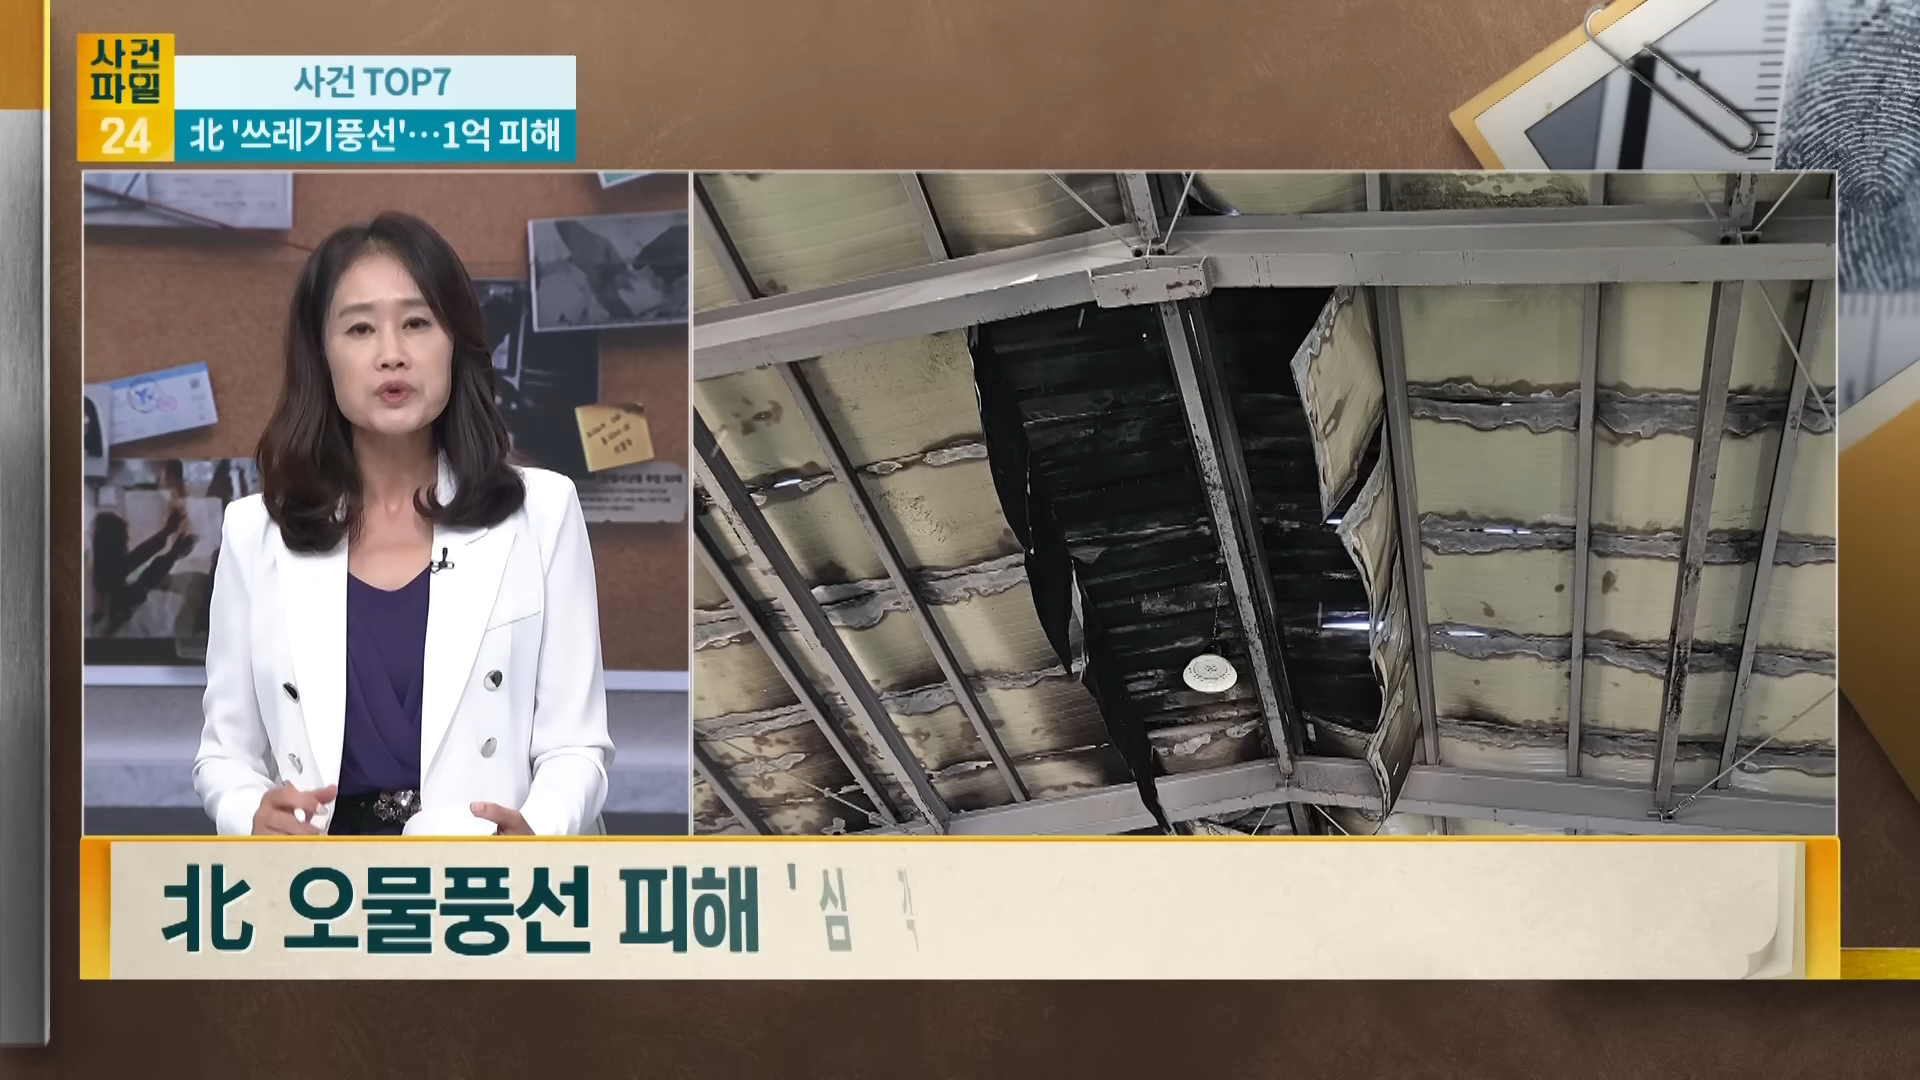 사건
파일
24
사건 TOP7
北 '쓰레기풍선'…1억 피해
北 오물풍선 피해 '심